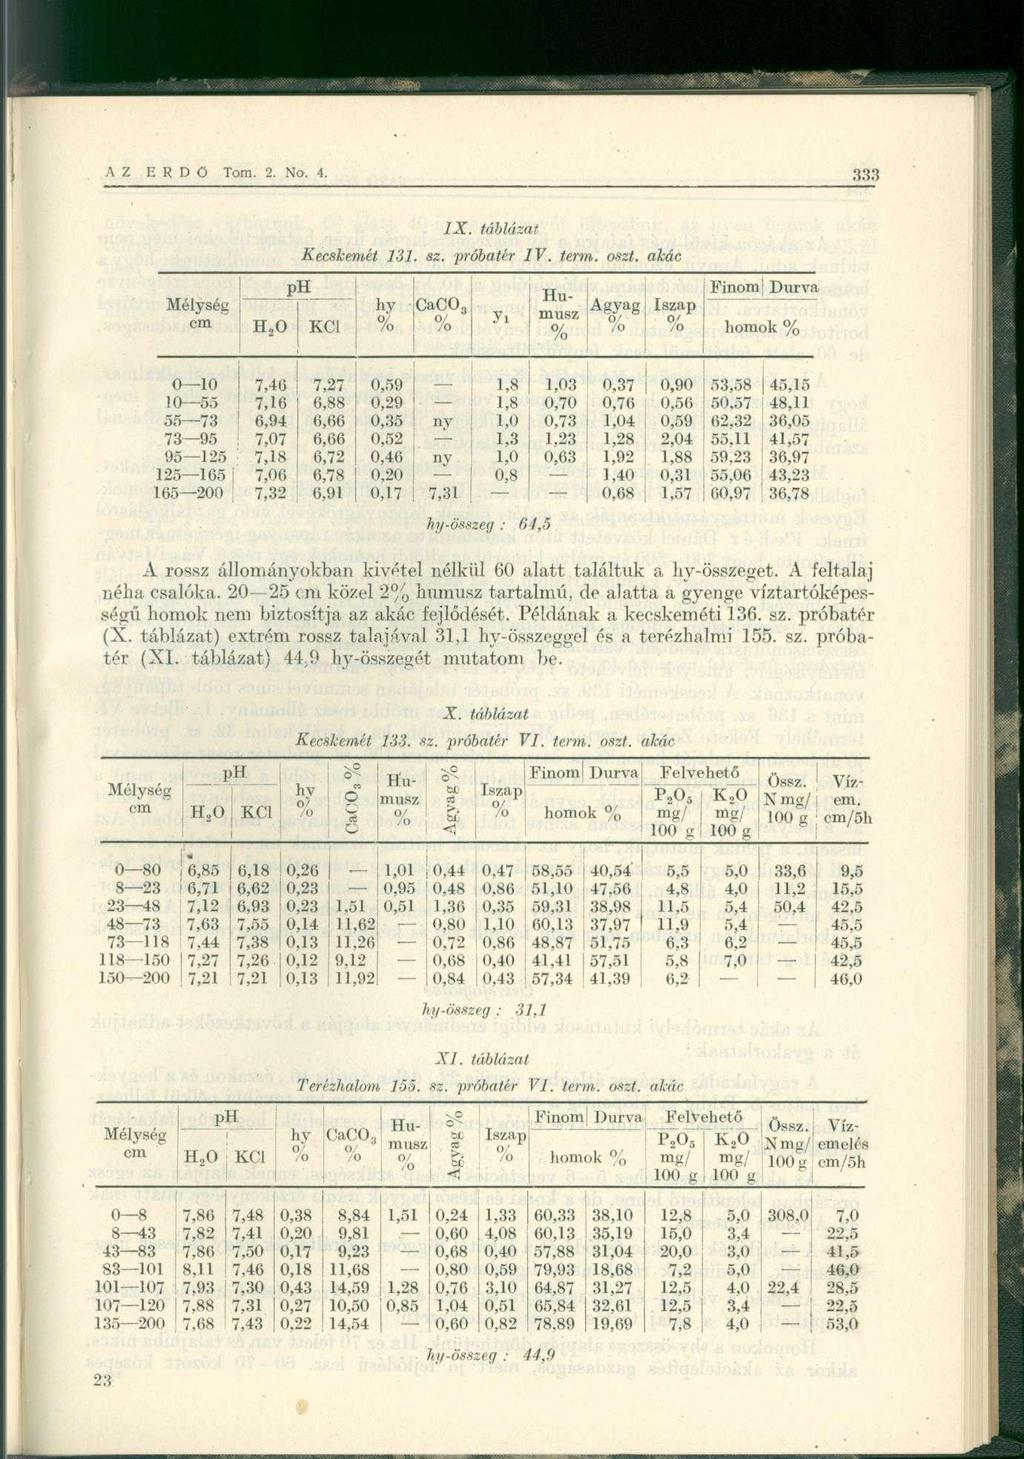 AZ ERDŐ Tom. 2. No. 4. 333
IX. táblázat
Kecskemét 131. sz. próbatér IV. term. oszt. akác
Mélység cm | pH H₂O | pH KCl | hy % | CaCO₃ % | y₁ | Humusz % | Agyag % | Iszap % | Finom homok % | Durva homok %
0—10 7,46 7,27 0,59 — 1,8 1,03 0,37 0,90 53,58 45,15
10—55 7,16 6,88 0,29 — 1,8 0,70 0,76 0,56 50,57 48,11
55—73 6,94 6,66 0,35 ny 1,0 0,73 1,04 0,59 62,32 36,05
73—95 7,07 6,66 0,52 — 1,3 1,23 1,28 2,04 55,11 41,57
95—125 7,18 6,72 0,46 ny 1,0 0,63 1,92 1,88 59,23 36,97
125—165 7,06 6,78 0,20 — 0,8 — 1,40 0,31 55,06 43,23
165—200 7,32 6,91 0,17 7,31 — — 0,68 1,57 60,97 36,78
hy-összeg : 64,5
A rossz állományokban kivétel nélkül 60 alatt találtuk a hy-összeget. A feltalaj
néha csalóka. 20—25 cm közel 2% humusz tartalmú, de alatta a gyenge víztartóképes-
ségű homok nem biztosítja az akác fejlődését. Példának a kecskeméti 136. sz. próbatér
(X. táblázat) extrém rossz talajával 31,1 hy-összeggel és a terézhalmi 155. sz. próba-
tér (XI. táblázat) 44,9 hy-összegét mutatom be.
X. táblázat
Kecskemét 133. sz. próbatér VI. term. oszt. akác
Mélység cm | pH H₂O | pH KCl | hy % | CaCO₃ % | Humusz % | Agyag % | Iszap % | Finom homok % | Durva homok % | Felvehető P₂O₅ mg/100 g | Felvehető K₂O mg/100 g | Össz. N mg/100 g | Víz-em. cm/5h
0—80 6,85 6,18 0,26 — 1,01 0,44 0,47 58,55 40,54 5,5 5,0 33,6 9,5
8—23 6,71 6,62 0,23 — 0,95 0,48 0,86 51,10 47,56 4,8 4,0 11,2 15,5
23—48 7,12 6,93 0,23 1,51 0,51 1,36 0,35 59,31 38,98 11,5 5,4 50,4 42,5
48—73 7,63 7,55 0,14 11,62 — 0,80 1,10 60,13 37,97 11,9 5,4 — 45,5
73—118 7,44 7,38 0,13 11,26 — 0,72 0,86 48,87 51,75 6,3 6,2 — 45,5
118—150 7,27 7,26 0,12 9,12 — 0,68 0,40 41,41 57,51 5,8 7,0 — 42,5
150—200 7,21 7,21 0,13 11,92 — 0,84 0,43 57,34 41,39 6,2 — — 46,0
hy-összeg : 31,1
XI. táblázat
Terézhalom 155. sz. próbatér VI. term. oszt. akác
Mélység cm | pH H₂O | pH KCl | hy % | CaCO₃ % | Humusz % | Agyag % | Iszap % | Finom homok % | Durva homok % | Felvehető P₂O₅ mg/100 g | Felvehető K₂O mg/100 g | Össz. N mg/100 g | Víz-emelés cm/5h
0—8 7,86 7,48 0,38 8,84 1,51 0,24 1,33 60,33 38,10 12,8 5,0 308,0 7,0
8—43 7,82 7,41 0,20 9,81 — 0,60 4,08 60,13 35,19 15,0 3,4 — 22,5
43—83 7,86 7,50 0,17 9,23 — 0,68 0,40 57,88 31,04 20,0 3,0 — 41,5
83—101 8,11 7,46 0,18 11,68 — 0,80 0,59 79,93 18,68 7,2 5,0 — 46,0
101—107 7,93 7,30 0,43 14,59 1,28 0,76 3,10 64,87 31,27 12,5 4,0 22,4 28,5
107—120 7,88 7,31 0,27 10,50 0,85 1,04 0,51 65,84 32,61 12,5 3,4 — 22,5
135—200 7,68 7,43 0,22 14,54 — 0,60 0,82 78,89 19,69 7,8 4,0 — 53,0
hy-összeg : 44,9
23